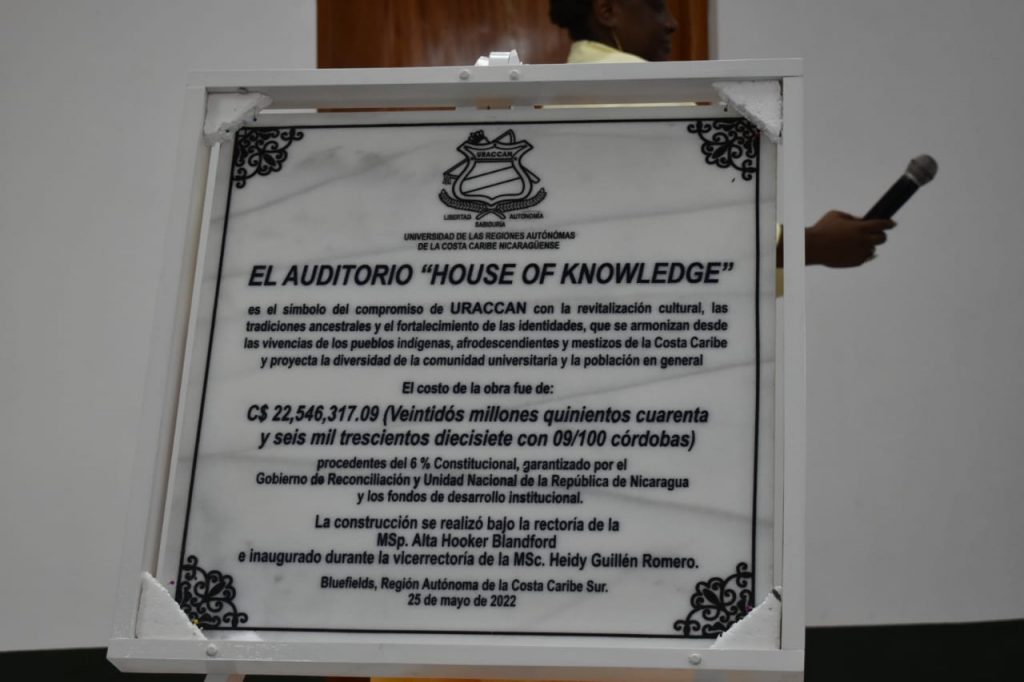 URACCAN
LIBERTAD AUTONOMÍA
SABIDURÍA
UNIVERSIDAD DE LAS REGIONES AUTÓNOMAS
DE LA COSTA CARIBE NICARAGÜENSE
EL AUDITORIO “HOUSE OF KNOWLEDGE”
es el símbolo del compromiso de URACCAN con la revitalización cultural, las
tradiciones ancestrales y el fortalecimiento de las identidades, que se armonizan desde
las vivencias de los pueblos indígenas, afrodescendientes y mestizos de la Costa Caribe
y proyecta la diversidad de la comunidad universitaria y la población en general
El costo de la obra fue de:
C$ 22,546,317.09 (Veintidós millones quinientos cuarenta
y seis mil trescientos diecisiete con 09/100 córdobas)
procedentes del 6 % Constitucional, garantizado por el
Gobierno de Reconciliación y Unidad Nacional de la República de Nicaragua
y los fondos de desarrollo institucional.
La construcción se realizó bajo la rectoría de la
MSp. Alta Hooker Blandford
e inaugurado durante la vicerrectoría de la MSc. Heidy Guillén Romero.
Bluefields, Región Autónoma de la Costa Caribe Sur.
25 de mayo de 2022